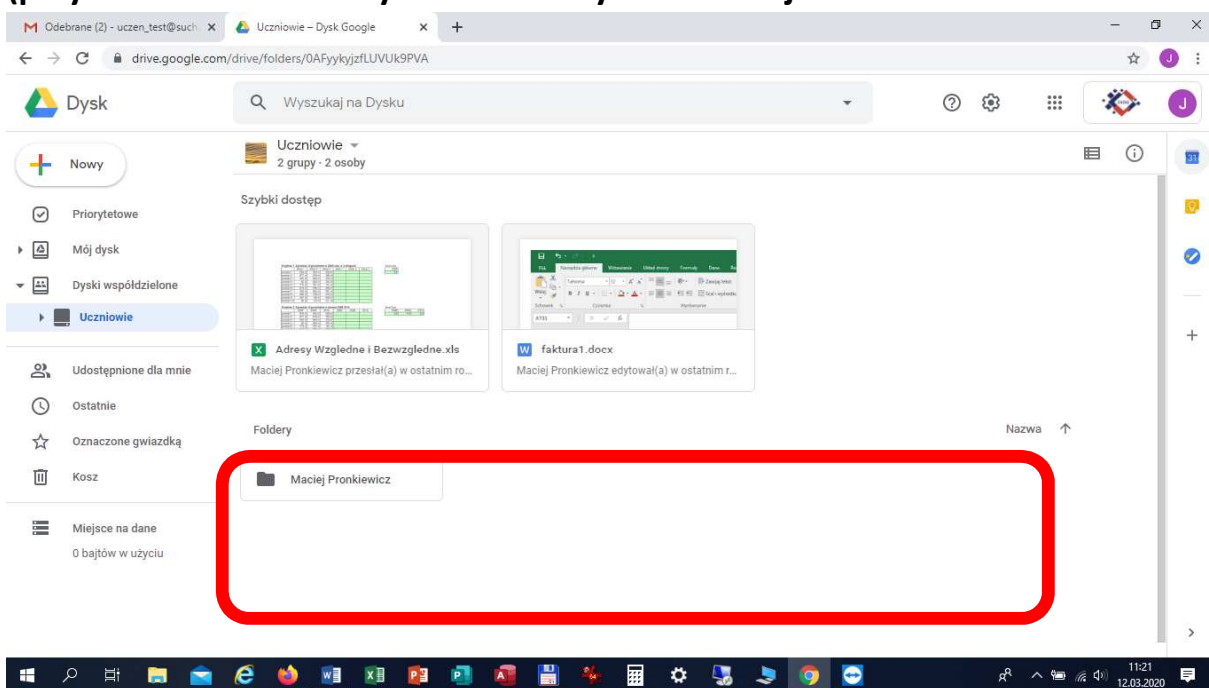 Odebrane (2) - uczen_test@such
Uczniowie – Dysk Google
drive.google.com/drive/folders/0AFyykyjzfLUVUk9PVA
J
Dysk
Wyszukaj na Dysku
J
Nowy
Uczniowie
2 grupy · 2 osoby
31
Szybki dostęp
Priorytetowe
Mój dysk
Dyski współdzielone
Uczniowie
Adresy Wzgledne i Bezwzgledne.xls
Maciej Pronkiewicz przesłał(a) w ostatnim ro...
faktura1.docx
Maciej Pronkiewicz edytował(a) w ostatnim r...
Udostępnione dla mnie
Ostatnie
Oznaczone gwiazdką
Kosz
Foldery
Nazwa
Maciej Pronkiewicz
Miejsce na dane
0 bajtów w użyciu
11:21
12.03.2020